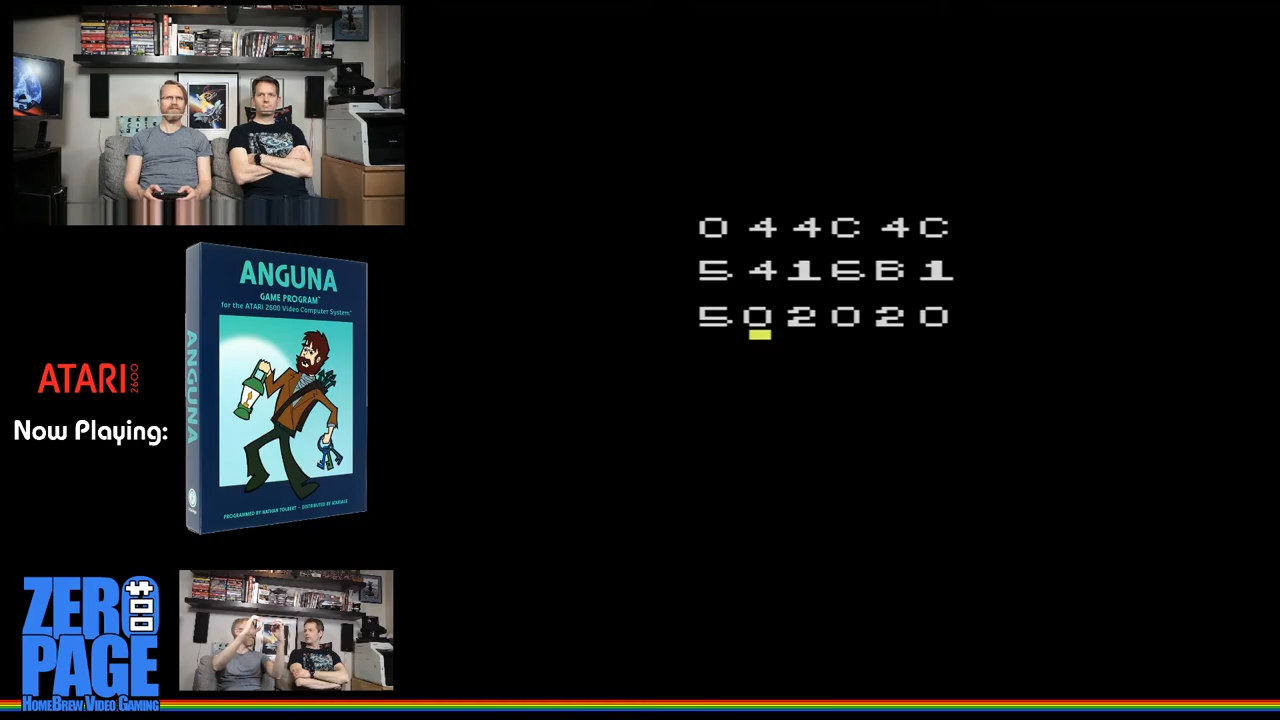 ANGUNA
GAME PROGRAM™
for the ATARI 2600 Video Computer System™
ANGUNA
PROGRAMMED BY NATHAN TOLBERT · DISTRIBUTED BY ATARIAGE
ATARI 2600
Now Playing:
0 4 4C 4C
5 4 1 6 B 1
5 0 2 0 2 0
ZERO
PAGE
HOMEBREW VIDEO GAMING